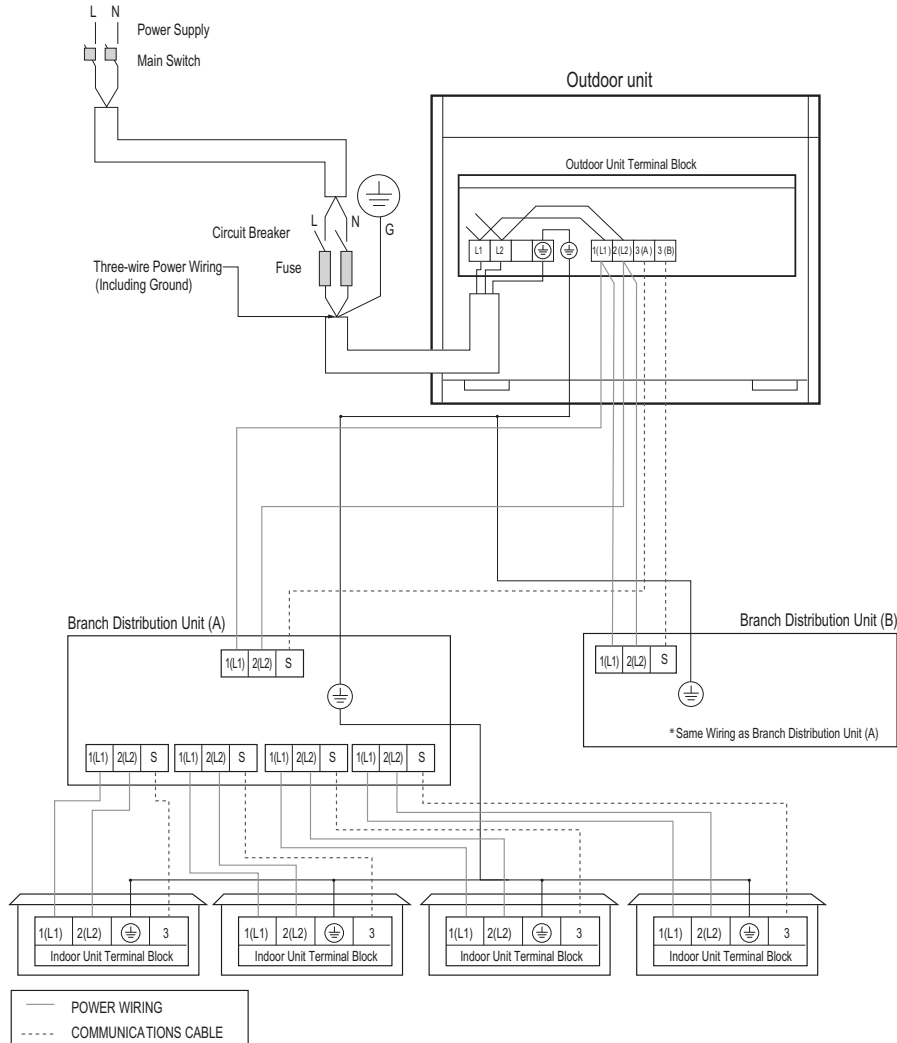 L N
Power Supply
Main Switch
Outdoor unit
Outdoor Unit Terminal Block
L N
G
Circuit Breaker
Fuse
Three-wire Power Wiring
(Including Ground)
L1 L2
1(L1) 2(L2) 3(A) 3(B)
Branch Distribution Unit (A)
1(L1) 2(L2) S
Branch Distribution Unit (B)
1(L1) 2(L2) S
*Same Wiring as Branch Distribution Unit (A)
1(L1) 2(L2) S 1(L1) 2(L2) S 1(L1) 2(L2) S 1(L1) 2(L2) S
1(L1) 2(L2) 3
Indoor Unit Terminal Block
1(L1) 2(L2) 3
Indoor Unit Terminal Block
1(L1) 2(L2) 3
Indoor Unit Terminal Block
1(L1) 2(L2) 3
Indoor Unit Terminal Block
POWER WIRING
COMMUNICATIONS CABLE